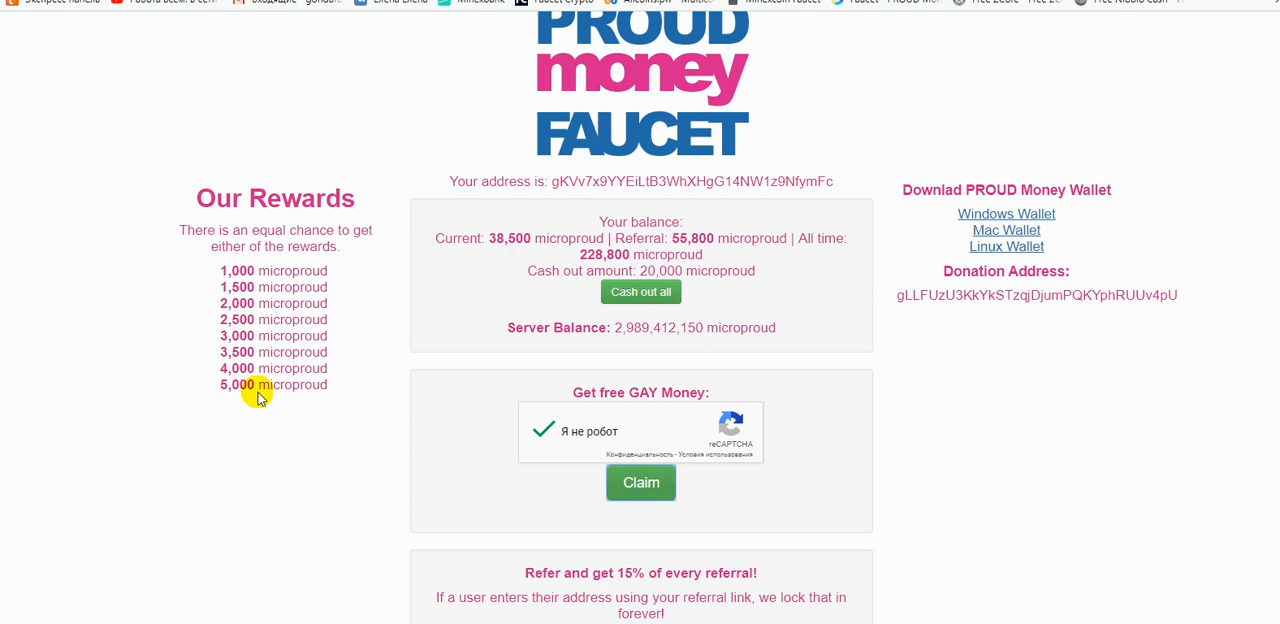 PROUD
money
FAUCET
Your address is: gKVv7x9YYEiLtB3WhXHgG14NW1z9NfymFc
Our Rewards
There is an equal chance to get
either of the rewards.
1,000 microproud
1,500 microproud
2,000 microproud
2,500 microproud
3,000 microproud
3,500 microproud
4,000 microproud
5,000 microproud
Your balance:
Current: 38,500 microproud | Referral: 55,800 microproud | All time:
228,800 microproud
Cash out amount: 20,000 microproud
Cash out all
Server Balance: 2,989,412,150 microproud
Get free GAY Money:
Я не робот
reCAPTCHA
Конфиденциальность - Условия использования
Claim
Refer and get 15% of every referral!
If a user enters their address using your referral link, we lock that in
forever!
Downlad PROUD Money Wallet
Windows Wallet
Mac Wallet
Linux Wallet
Donation Address:
gLLFUzU3KkYkSTzqjDjumPQKYphRUUv4pU